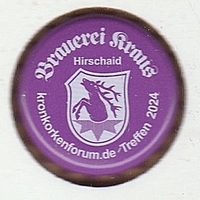 Brauerei Kraus
Hirschaid
kronkorkenforum.de/Treffen 2024